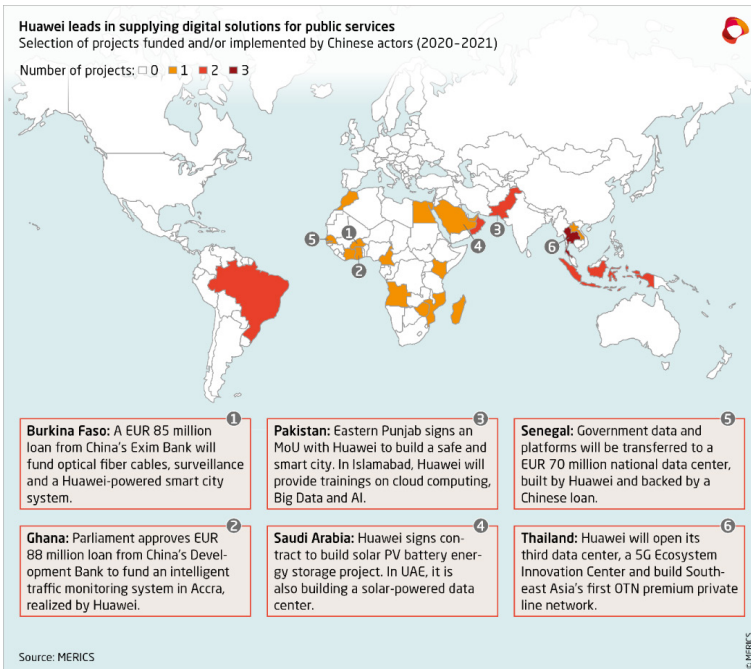 Huawei leads in supplying digital solutions for public services
Selection of projects funded and/or implemented by Chinese actors (2020–2021)
Number of projects: 0 1 2 3
1
2
3
4
5
6
1
Burkina Faso: A EUR 85 million
loan from China's Exim Bank will
fund optical fiber cables, surveillance
and a Huawei-powered smart city
system.
3
Pakistan: Eastern Punjab signs an
MoU with Huawei to build a safe and
smart city. In Islamabad, Huawei will
provide trainings on cloud computing,
Big Data and AI.
5
Senegal: Government data and
platforms will be transferred to a
EUR 70 million national data center,
built by Huawei and backed by a
Chinese loan.
2
Ghana: Parliament approves EUR
88 million loan from China's Devel-
opment Bank to fund an intelligent
traffic monitoring system in Accra,
realized by Huawei.
4
Saudi Arabia: Huawei signs con-
tract to build solar PV battery ener-
gy storage project. In UAE, it is
also building a solar-powered data
center.
6
Thailand: Huawei will open its
third data center, a 5G Ecosystem
Innovation Center and build South-
east Asia's first OTN premium private
line network.
Source: MERICS
MERICS